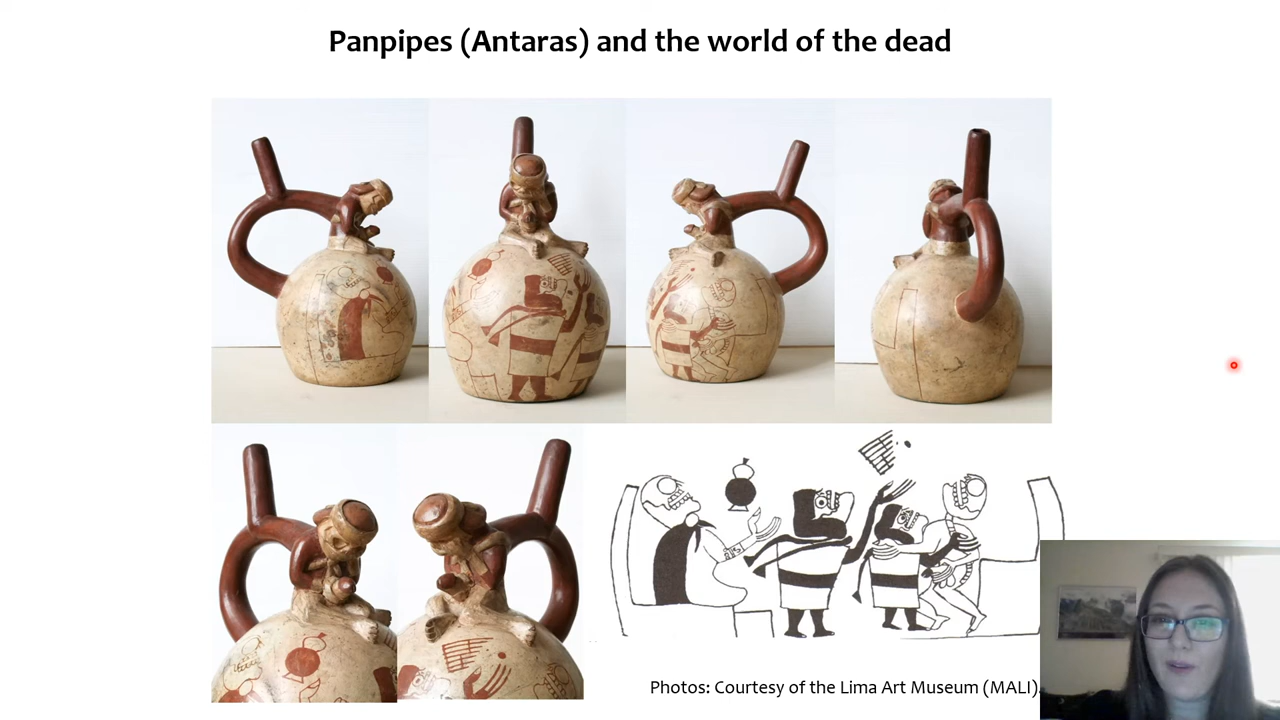 Panpipes (Antaras) and the world of the dead
Photos: Courtesy of the Lima Art Museum (MALI).